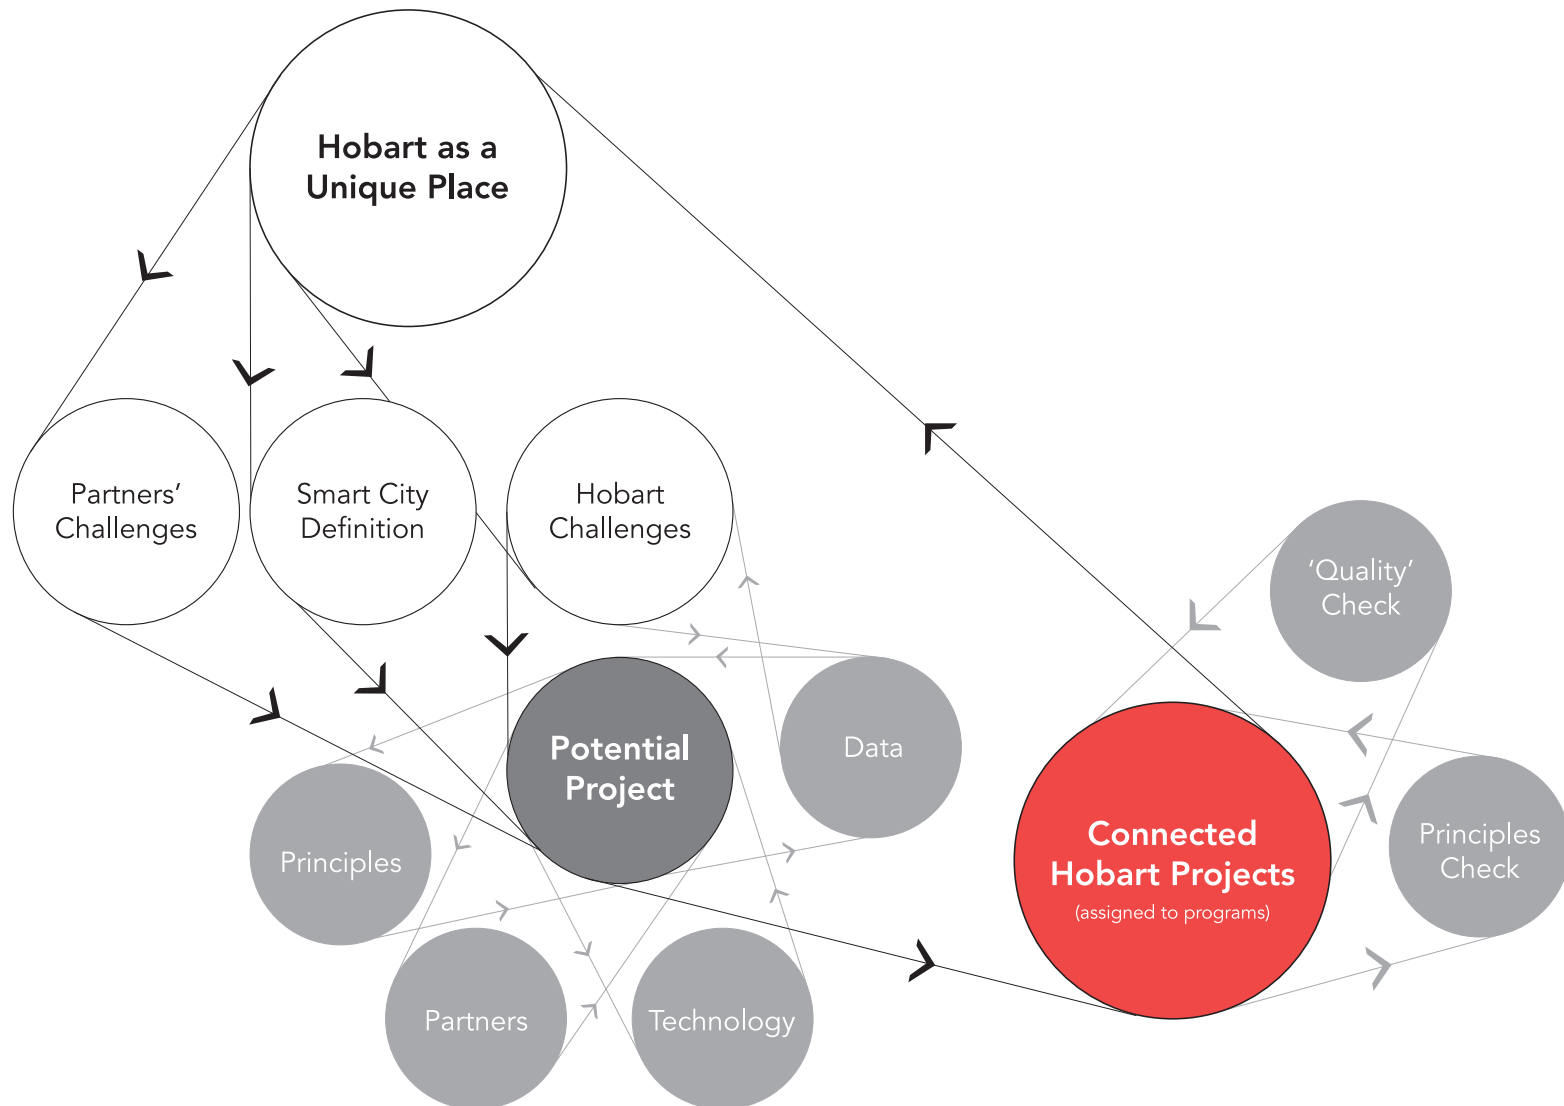 Hobart as a
Unique Place
Partners’
Challenges
Smart City
Definition
Hobart
Challenges
‘Quality’
Check
Potential
Project
Data
Principles
Connected
Hobart Projects
(assigned to programs)
Principles
Check
Partners
Technology